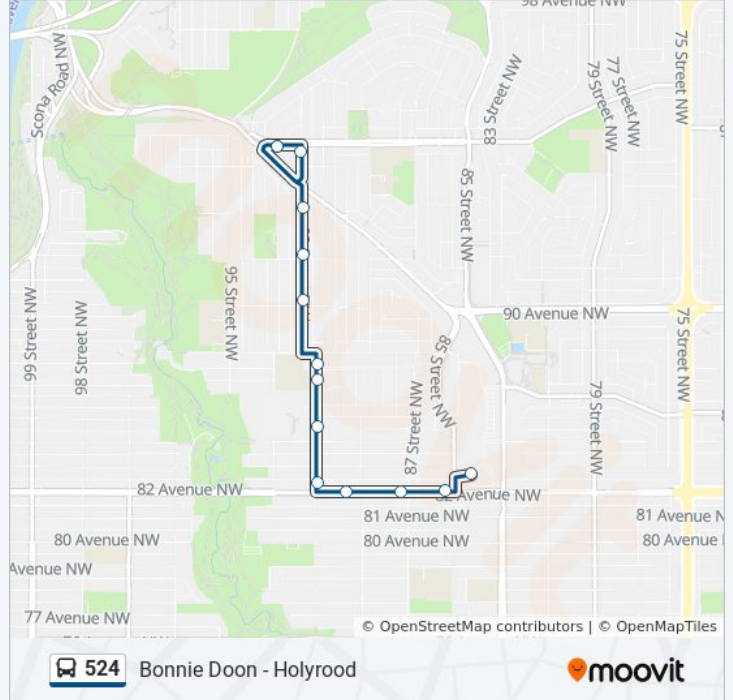 98 Avenue NW
Scona Road NW
75 Street NW
77 Street NW
79 Street NW
83 Street NW
85 Street NW
95 Street NW
90 Avenue NW
99 Street NW
98 Street NW
85 Street NW
75 Street NW
87 Street NW
79 Street NW
82 Avenue NW
82 Avenue NW
81 Avenue NW
81 Avenue N
80 Avenue NW
80 Avenue NW
80 Avenue
Avenue NW
77 Avenue NW
© OpenStreetMap contributors | © OpenMapTiles
524 Bonnie Doon - Holyrood
moovit